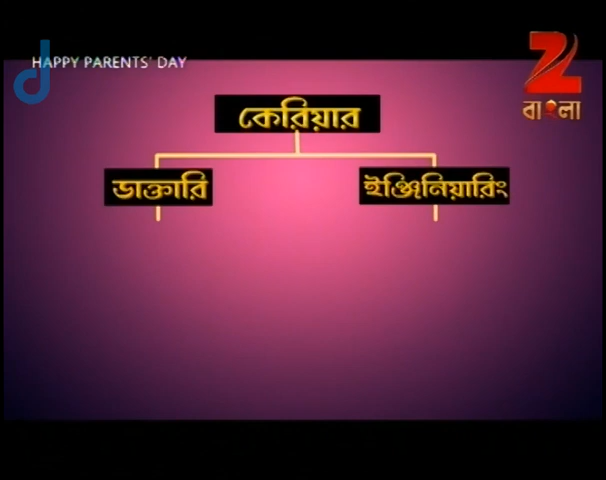 HAPPY PARENTS' DAY
Z
বাংলা
কেরিয়ার
ডাক্তারি
ইঞ্জিনিয়ারিং